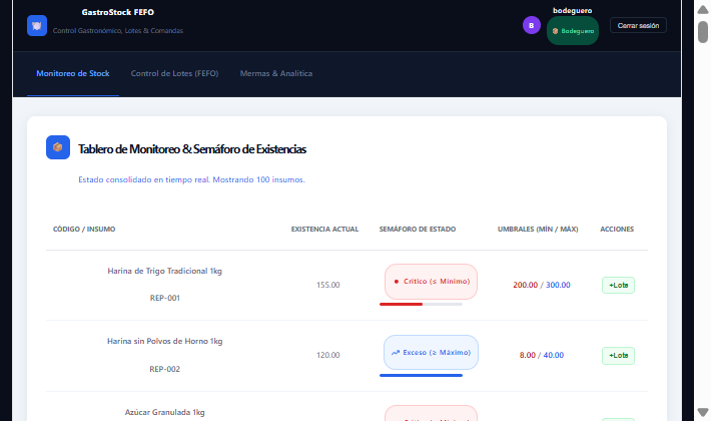 GastroStock FEFO
Control Gastronómico, Lotes & Comandas
B
bodeguero
Bodeguero
Cerrar sesión
Monitoreo de Stock
Control de Lotes (FEFO)
Mermas & Analítica
Tablero de Monitoreo & Semáforo de Existencias
Estado consolidado en tiempo real. Mostrando 100 insumos.
CÓDIGO / INSUMO
EXISTENCIA ACTUAL
SEMÁFORO DE ESTADO
UMBRALES (MÍN / MÁX)
ACCIONES
Harina de Trigo Tradicional 1kg
REP-001
155.00
Crítico (≤ Mínimo)
200.00 / 300.00
+Lote
Harina sin Polvos de Horno 1kg
REP-002
120.00
Exceso (≥ Máximo)
8.00 / 40.00
+Lote
Azúcar Granulada 1kg